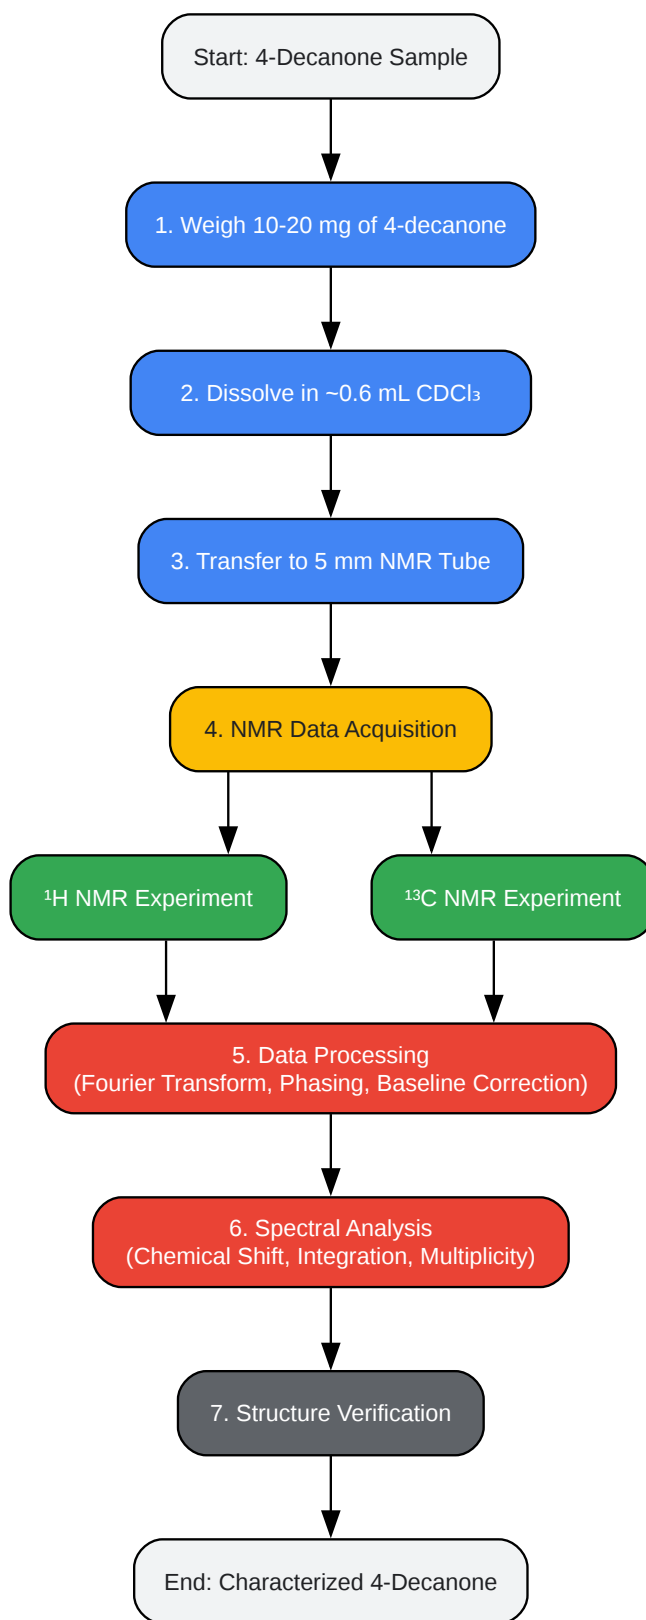 Start: 4-Decanone Sample
1. Weigh 10-20 mg of 4-decanone
2. Dissolve in ~0.6 mL CDCl₃
3. Transfer to 5 mm NMR Tube
4. NMR Data Acquisition
¹H NMR Experiment
¹³C NMR Experiment
5. Data Processing
(Fourier Transform, Phasing, Baseline Correction)
6. Spectral Analysis
(Chemical Shift, Integration, Multiplicity)
7. Structure Verification
End: Characterized 4-Decanone